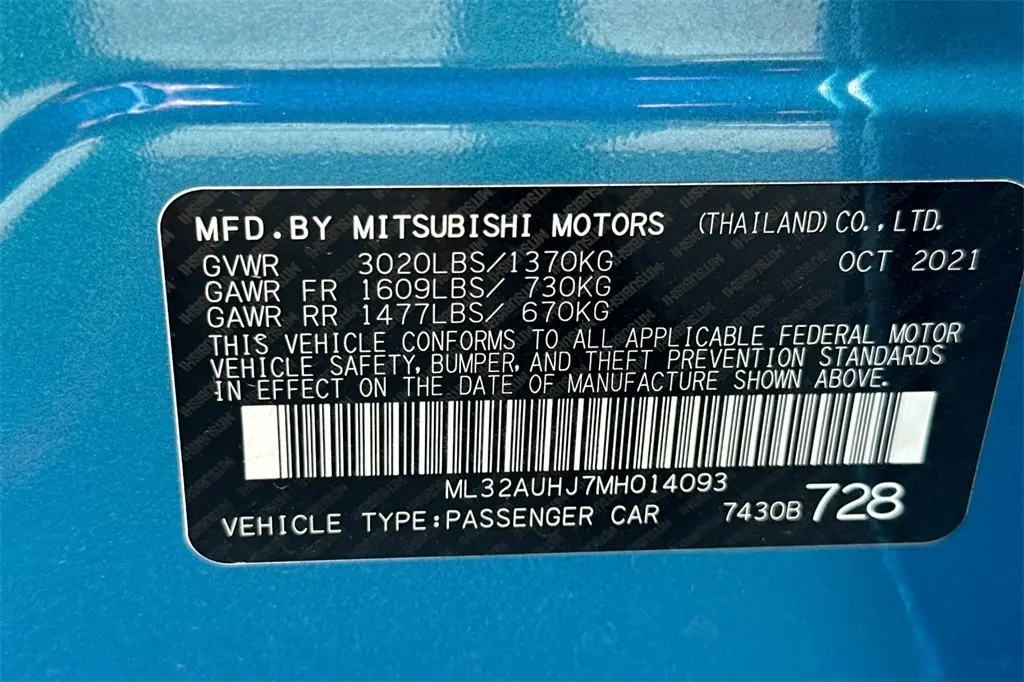 MFD.BY MITSUBISHI MOTORS (THAILAND) CO.,LTD.
GVWR 3020LBS/1370KG OCT 2021
GAWR FR 1609LBS/ 730KG
GAWR RR 1477LBS/ 670KG
THIS VEHICLE CONFORMS TO ALL APPLICABLE FEDERAL MOTOR
VEHICLE SAFETY, BUMPER, AND THEFT PREVENTION STANDARDS
IN EFFECT ON THE DATE OF MANUFACTURE SHOWN ABOVE.
ML32AUHJ7MH014093
VEHICLE TYPE:PASSENGER CAR 7430B 728